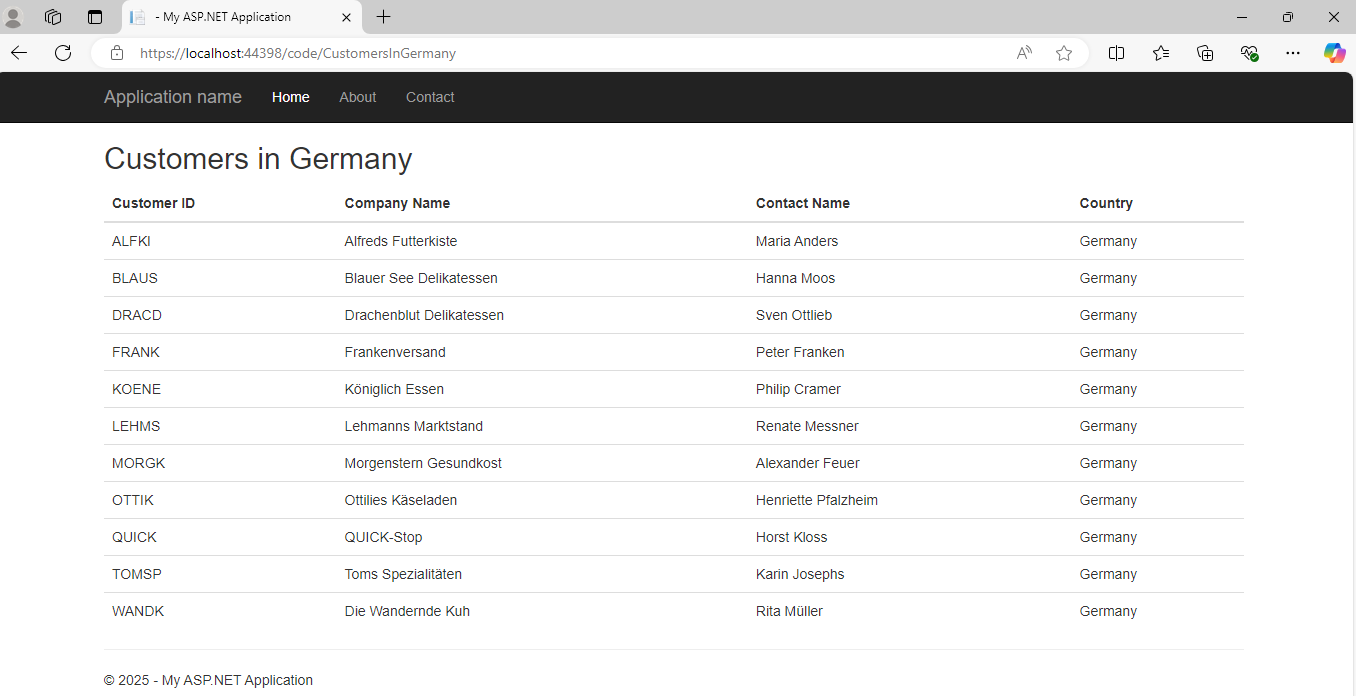 - My ASP.NET Application
https://localhost:44398/code/CustomersInGermany
Application name Home About Contact
Customers in Germany
Customer ID Company Name Contact Name Country
ALFKI Alfreds Futterkiste Maria Anders Germany
BLAUS Blauer See Delikatessen Hanna Moos Germany
DRACD Drachenblut Delikatessen Sven Ottlieb Germany
FRANK Frankenversand Peter Franken Germany
KOENE Königlich Essen Philip Cramer Germany
LEHMS Lehmanns Marktstand Renate Messner Germany
MORGK Morgenstern Gesundkost Alexander Feuer Germany
OTTIK Ottilies Käseladen Henriette Pfalzheim Germany
QUICK QUICK-Stop Horst Kloss Germany
TOMSP Toms Spezialitäten Karin Josephs Germany
WANDK Die Wandernde Kuh Rita Müller Germany
© 2025 - My ASP.NET Application